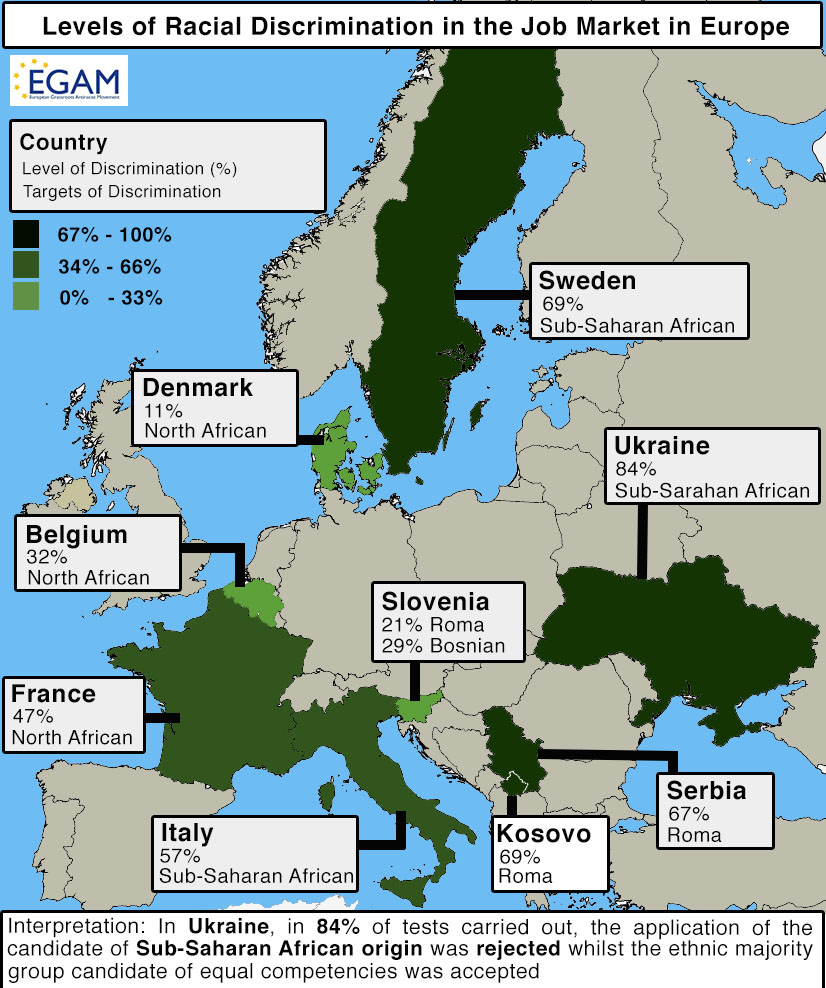 Levels of Racial Discrimination in the Job Market in Europe
EGAM
European Grassroots Antiracist Movement
Country
Level of Discrimination (%)
Targets of Discrimination
67% - 100%
34% - 66%
0% - 33%
Sweden
69%
Sub-Saharan African
Denmark
11%
North African
Ukraine
84%
Sub-Sarahan African
Belgium
32%
North African
Slovenia
21% Roma
29% Bosnian
France
47%
North African
Serbia
67%
Roma
Italy
57%
Sub-Saharan African
Kosovo
69%
Roma
Interpretation: In Ukraine, in 84% of tests carried out, the application of the
candidate of Sub-Saharan African origin was rejected whilst the ethnic majority
group candidate of equal competencies was accepted